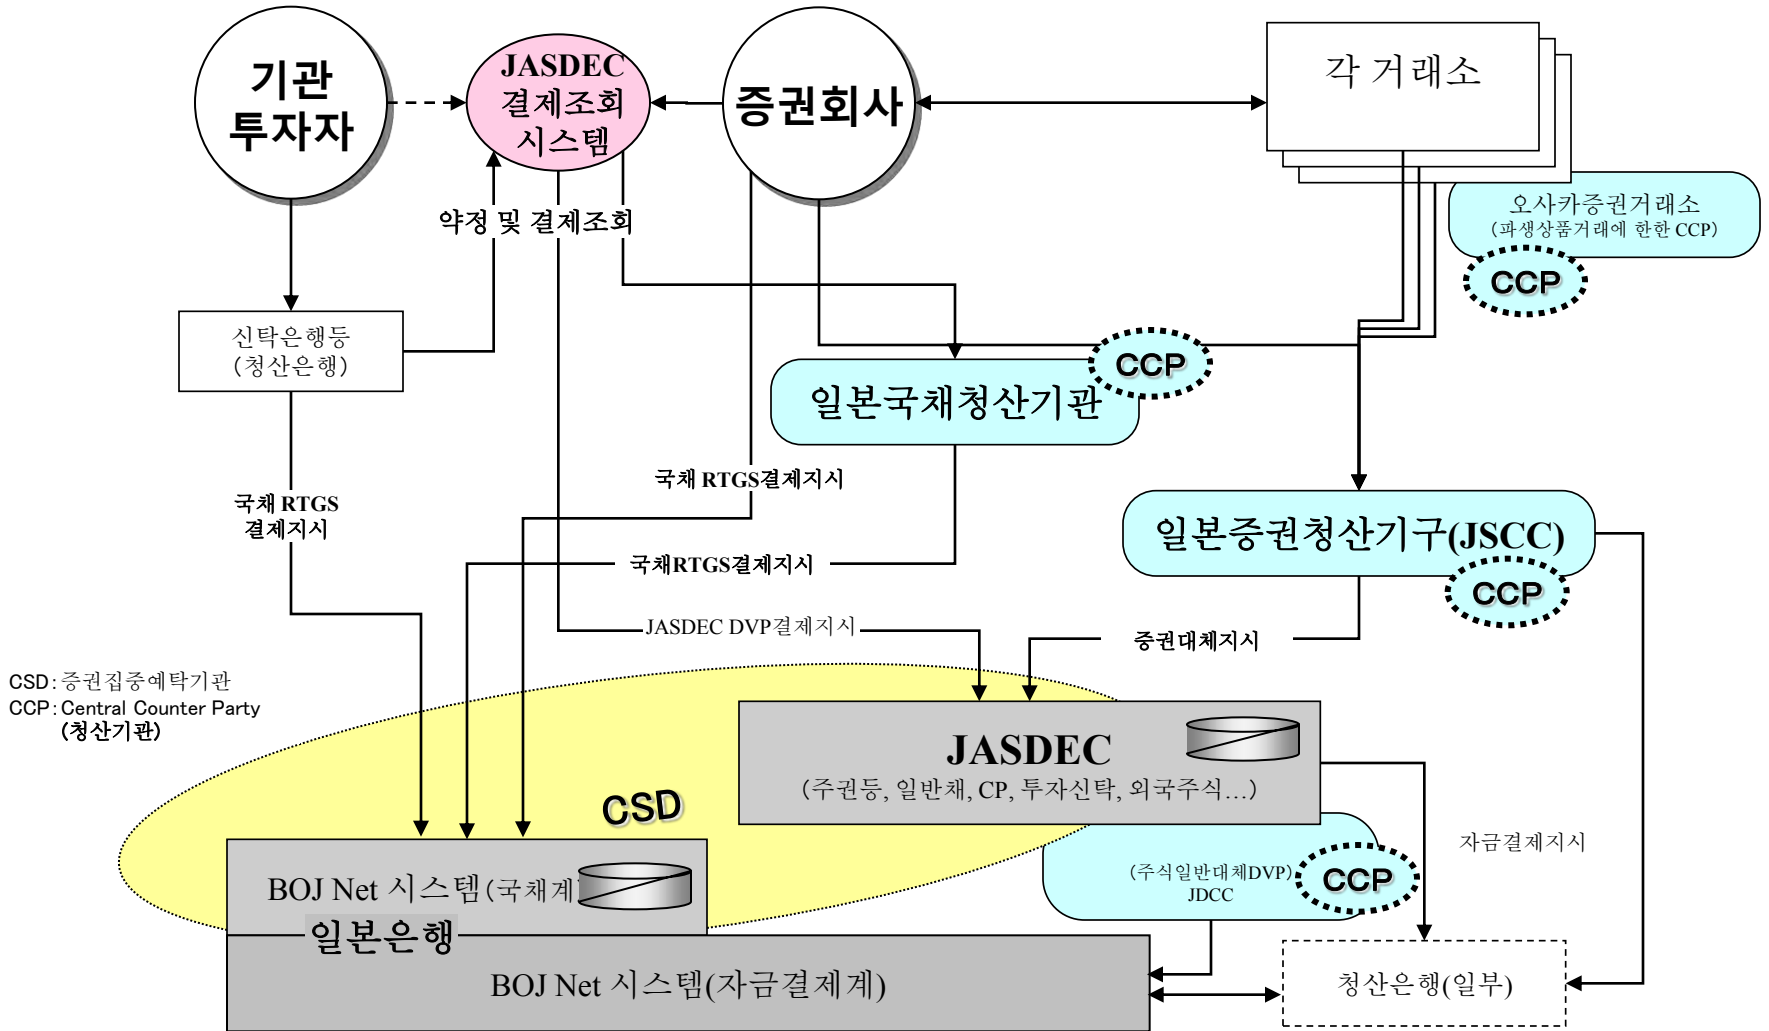 기관
투자자
JASDEC
결제조회
시스템
증권회사
각 거래소
오사카증권거래소
(파생상품거래에 한한 CCP)
CCP
약정 및 결제조회
신탁은행등
(청산은행)
CCP
일본국채청산기관
국채 RTGS결제지시
국채 RTGS
결제지시
일본증권청산기구(JSCC)
CCP
국채RTGS결제지시
JASDEC DVP결제지시
증권대체지시
CSD:증권집중예탁기관
CCP:Central Counter Party
(청산기관)
JASDEC
(주권등, 일반채, CP, 투자신탁, 외국주식…)
CSD
자금결제지시
(주식일반대체DVP)
JDCC
CCP
BOJ Net 시스템(국채계)
일본은행
BOJ Net 시스템(자금결제계)
청산은행(일부)